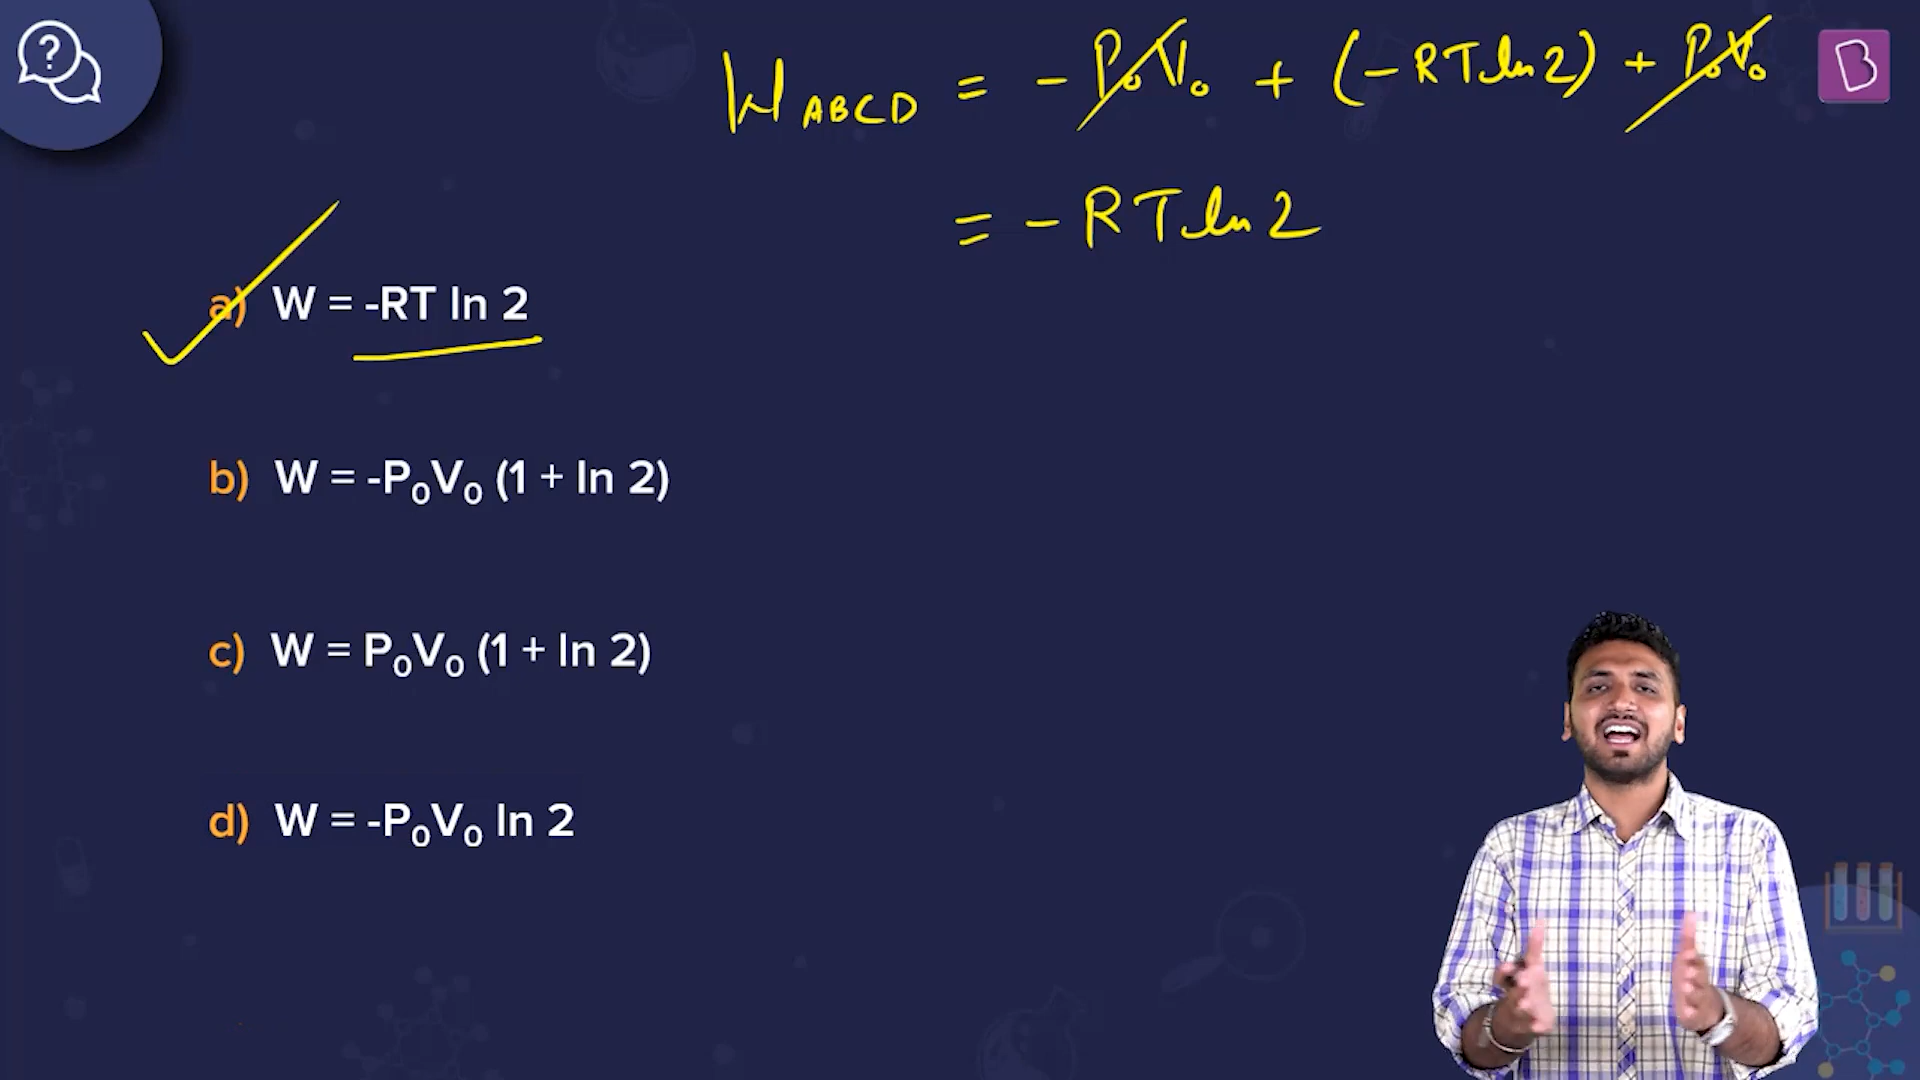 W_ABCD = - P₀V₀ + (-RT ln 2) + P₀V₀
= - RT ln 2
a) W = -RT ln 2
b) W = -P₀V₀ (1 + ln 2)
c) W = P₀V₀ (1 + ln 2)
d) W = -P₀V₀ ln 2
?
B